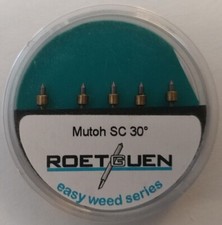 Mutoh SC 30°
ROETGUEN
easy weed series